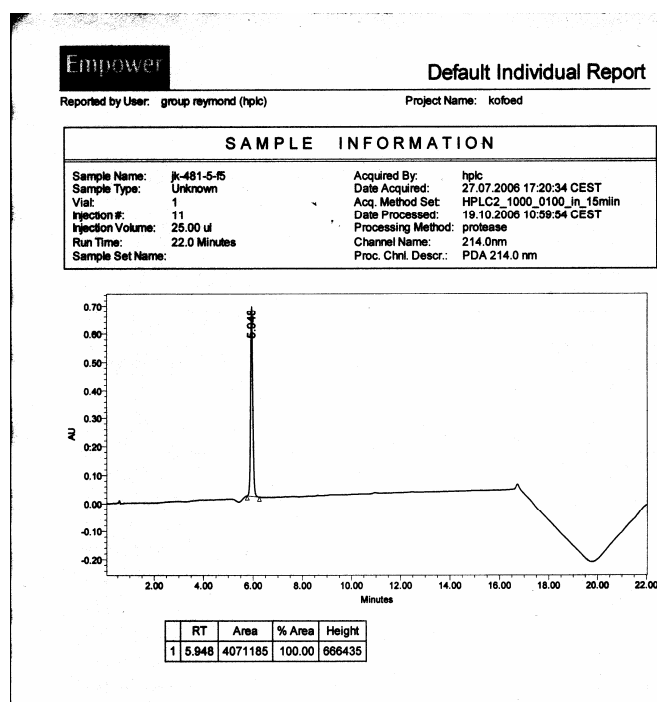 Empower
Default Individual Report
Reported by User: group reymond (hplc) Project Name: kofoed
SAMPLE INFORMATION
Sample Name: jk-481-5-f5 Acquired By: hplc
Sample Type: Unknown Date Acquired: 27.07.2006 17:20:34 CEST
Vial: 1 Acq. Method Set: HPLC2_1000_0100_in_15miin
Injection #: 11 Date Processed: 19.10.2006 10:59:54 CEST
Injection Volume: 25.00 ul Processing Method: protease
Run Time: 22.0 Minutes Channel Name: 214.0nm
Sample Set Name: Proc. Chnl. Descr.: PDA 214.0 nm
5.948
0.70
0.60
0.50
0.40
0.30
0.20
0.10
0.00
-0.10
-0.20
AU
2.00 4.00 6.00 8.00 10.00 12.00 14.00 16.00 18.00 20.00 22.00
Minutes
RT Area % Area Height
1 5.948 4071185 100.00 666435